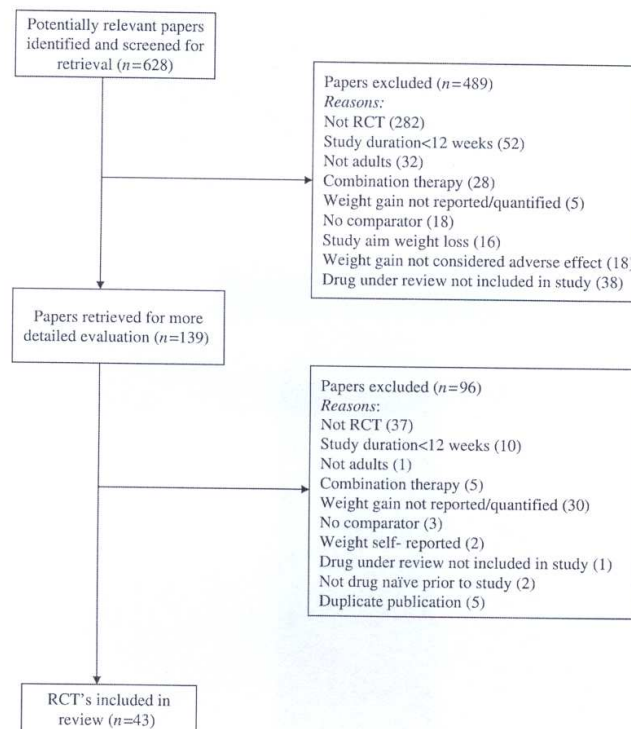 Potentially relevant papers
identified and screened for
retrieval (n=628)
Papers excluded (n=489)
Reasons:
Not RCT (282)
Study duration<12 weeks (52)
Not adults (32)
Combination therapy (28)
Weight gain not reported/quantified (5)
No comparator (18)
Study aim weight loss (16)
Weight gain not considered adverse effect (18)
Drug under review not included in study (38)
Papers retrieved for more
detailed evaluation (n=139)
Papers excluded (n=96)
Reasons:
Not RCT (37)
Study duration<12 weeks (10)
Not adults (1)
Combination therapy (5)
Weight gain not reported/quantified (30)
No comparator (3)
Weight self- reported (2)
Drug under review not included in study (1)
Not drug naïve prior to study (2)
Duplicate publication (5)
RCT's included in
review (n=43)